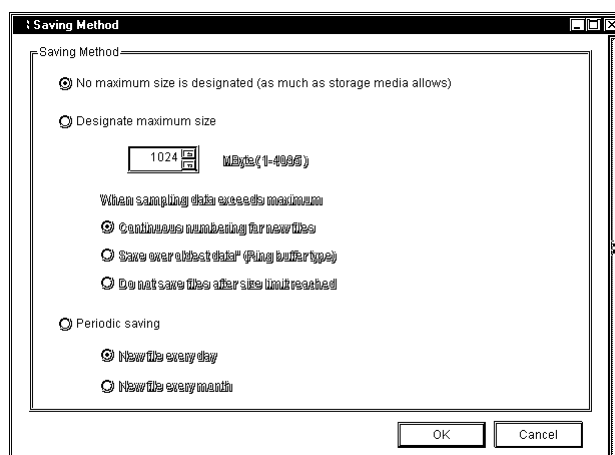 Saving Method
Saving Method
No maximum size is designated (as much as storage media allows)
Designate maximum size
1024 MByte(1-4095)
When sampling data exceeds maximum
Continuous numbering for new files
Save over oldest data* (Ring buffer type)
Do not save files after size limit reached
Periodic saving
New file every day
New file every month
OK Cancel